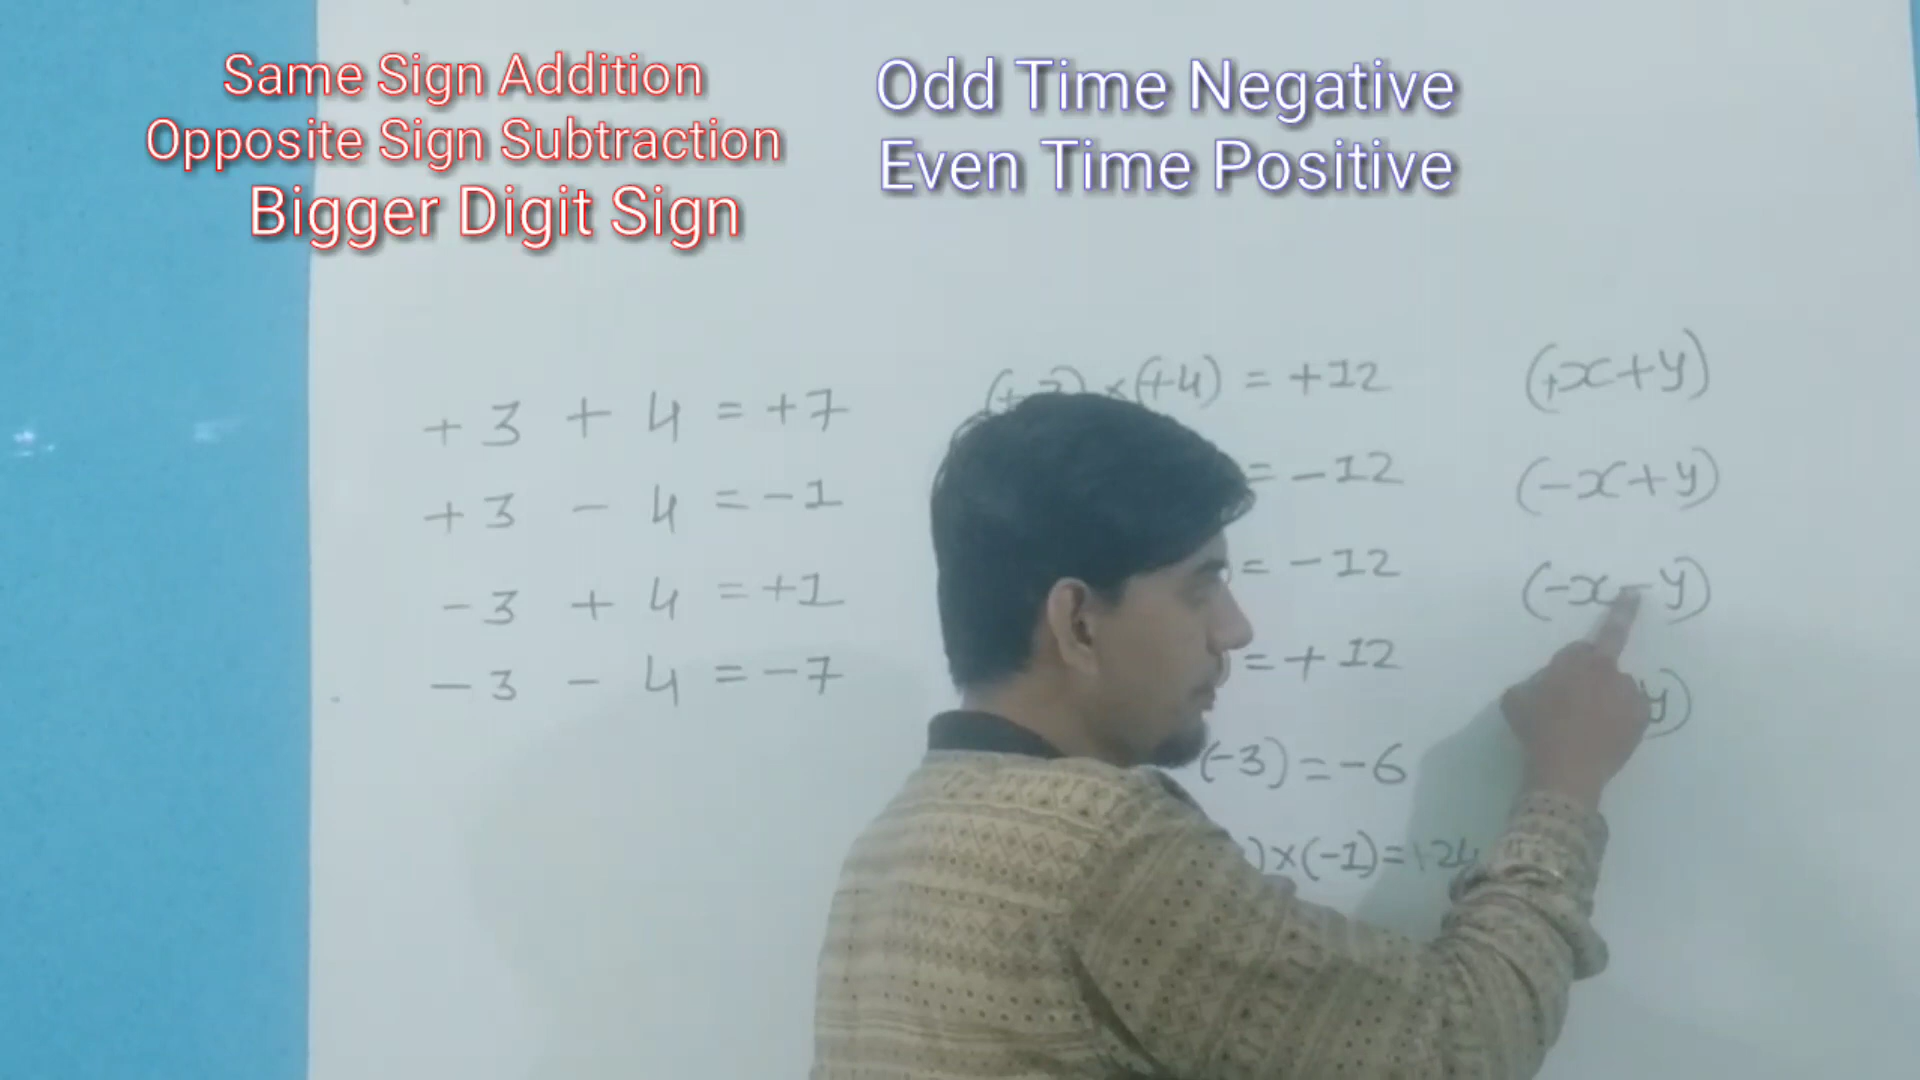 Same Sign Addition
Opposite Sign Subtraction
Bigger Digit Sign
Odd Time Negative
Even Time Positive
+3 + 4 = +7
+3 - 4 = -1
-3 + 4 = +1
-3 - 4 = -7
×(+4) = +12
= -12
) = -12
) = +12
(-3) = -6
)×(-1) = +24
(+x+y)
(-x+y)
(-x-y)
y)